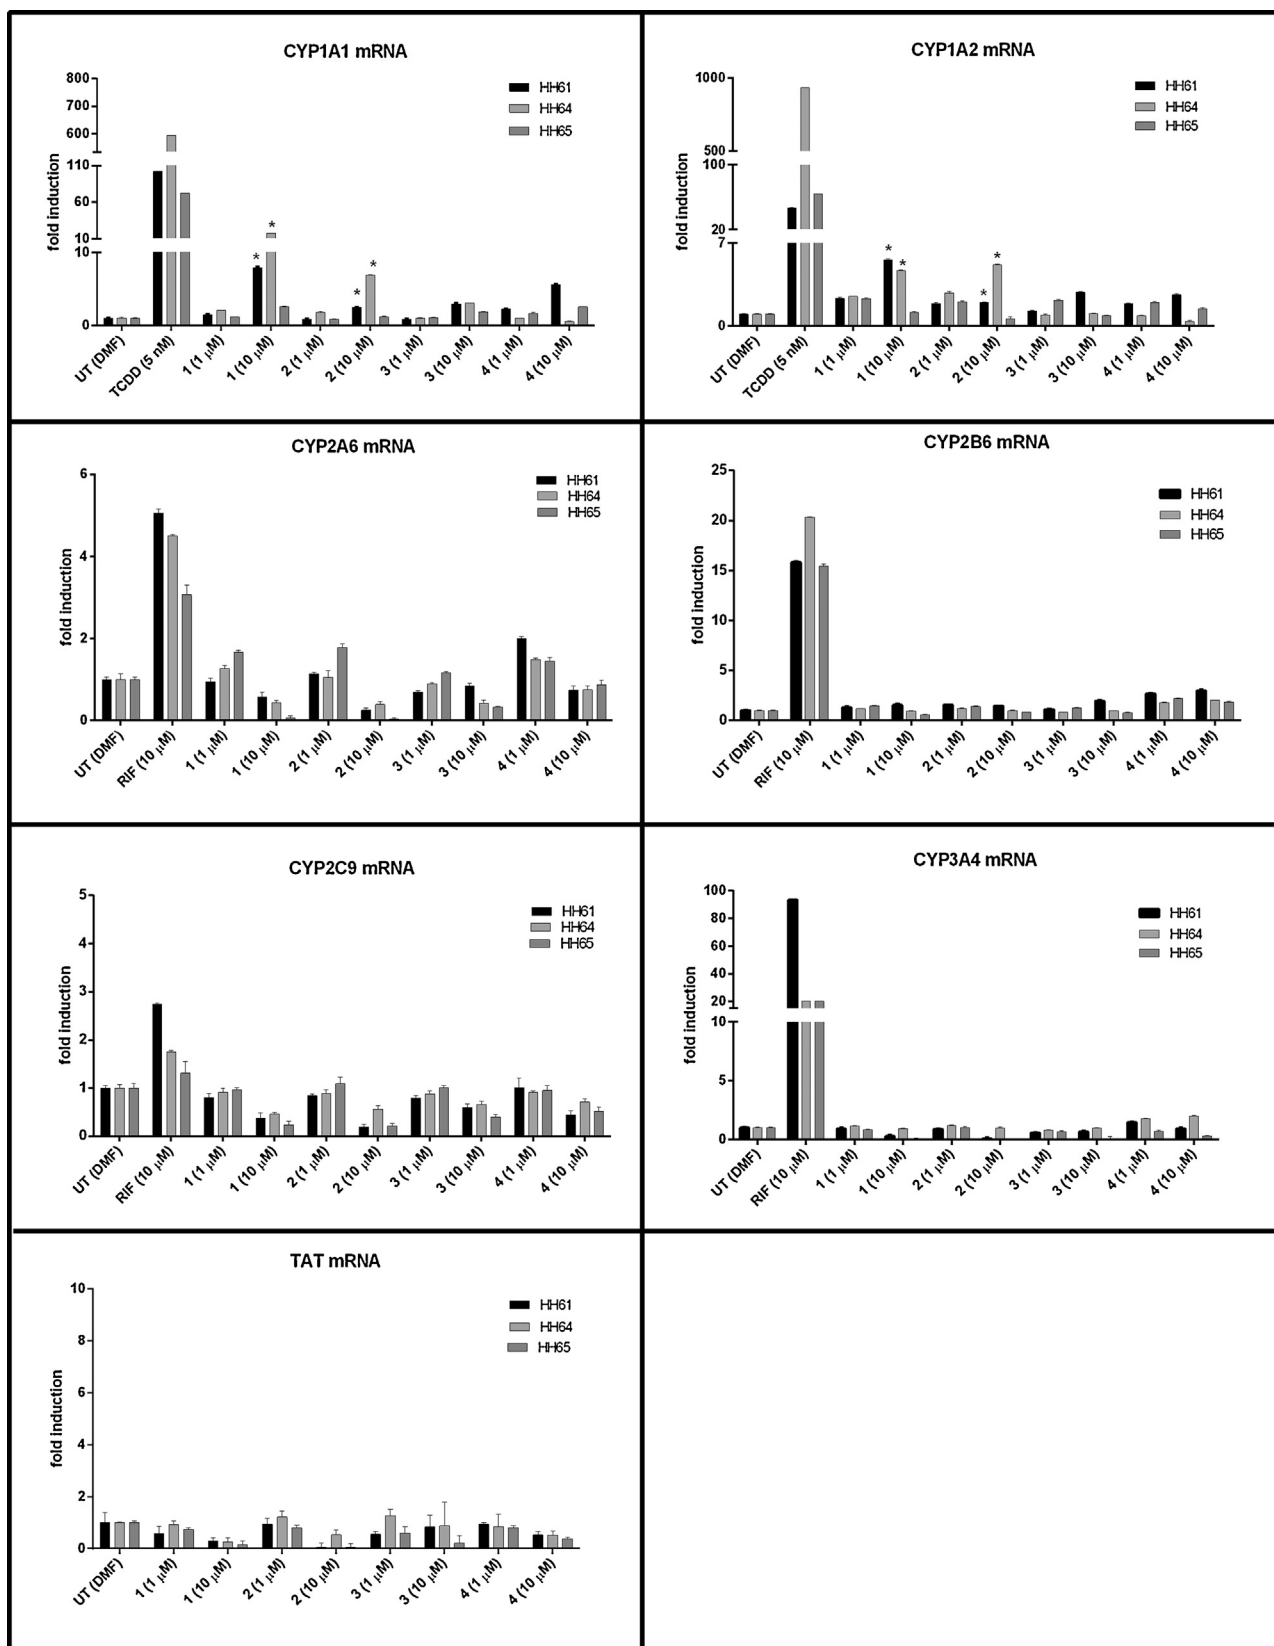 CYP1A1 mRNA
fold induction
800
700
600
110
60
10
10
0
HH61
HH64
HH65
* * * *
UT (DMF)
TCDD (5 nM)
1 (1 μM)
1 (10 μM)
2 (1 μM)
2 (10 μM)
3 (1 μM)
3 (10 μM)
4 (1 μM)
4 (10 μM)
CYP1A2 mRNA
fold induction
1000
500
100
20
7
0
HH61
HH64
HH65
* * * *
UT (DMF)
TCDD (5 nM)
1 (1 μM)
1 (10 μM)
2 (1 μM)
2 (10 μM)
3 (1 μM)
3 (10 μM)
4 (1 μM)
4 (10 μM)
CYP2A6 mRNA
fold induction
6
4
2
0
HH61
HH64
HH65
UT (DMF)
RIF (10 μM)
1 (1 μM)
1 (10 μM)
2 (1 μM)
2 (10 μM)
3 (1 μM)
3 (10 μM)
4 (1 μM)
4 (10 μM)
CYP2B6 mRNA
fold induction
25
20
15
10
5
0
HH61
HH64
HH65
UT (DMF)
RIF (10 μM)
1 (1 μM)
1 (10 μM)
2 (1 μM)
2 (10 μM)
3 (1 μM)
3 (10 μM)
4 (1 μM)
4 (10 μM)
CYP2C9 mRNA
fold induction
5
4
3
2
1
0
HH61
HH64
HH65
UT (DMF)
RIF (10 μM)
1 (1 μM)
1 (10 μM)
2 (1 μM)
2 (10 μM)
3 (1 μM)
3 (10 μM)
4 (1 μM)
4 (10 μM)
CYP3A4 mRNA
fold induction
100
80
60
40
20
10
5
0
HH61
HH64
HH65
UT (DMF)
RIF (10 μM)
1 (1 μM)
1 (10 μM)
2 (1 μM)
2 (10 μM)
3 (1 μM)
3 (10 μM)
4 (1 μM)
4 (10 μM)
TAT mRNA
fold induction
10
8
6
4
2
0
HH61
HH64
HH65
UT (DMF)
1 (1 μM)
1 (10 μM)
2 (1 μM)
2 (10 μM)
3 (1 μM)
3 (10 μM)
4 (1 μM)
4 (10 μM)